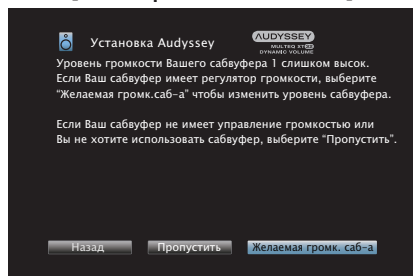 Установка Audyssey
AUDYSSEY
MULTEQ XT32
DYNAMIC VOLUME
Уровень громкости Вашего сабвуфера 1 слишком высок.
Если Ваш сабвуфер имеет регулятор громкости, выберите
“Желаемая громк.саб-а” чтобы изменить уровень сабвуфера.
Если Ваш сабвуфер не имеет управление громкостью или
Вы не хотите использовать сабвуфер, выберите “Пропустить”.
Назад
Пропустить
Желаемая громк. саб-а